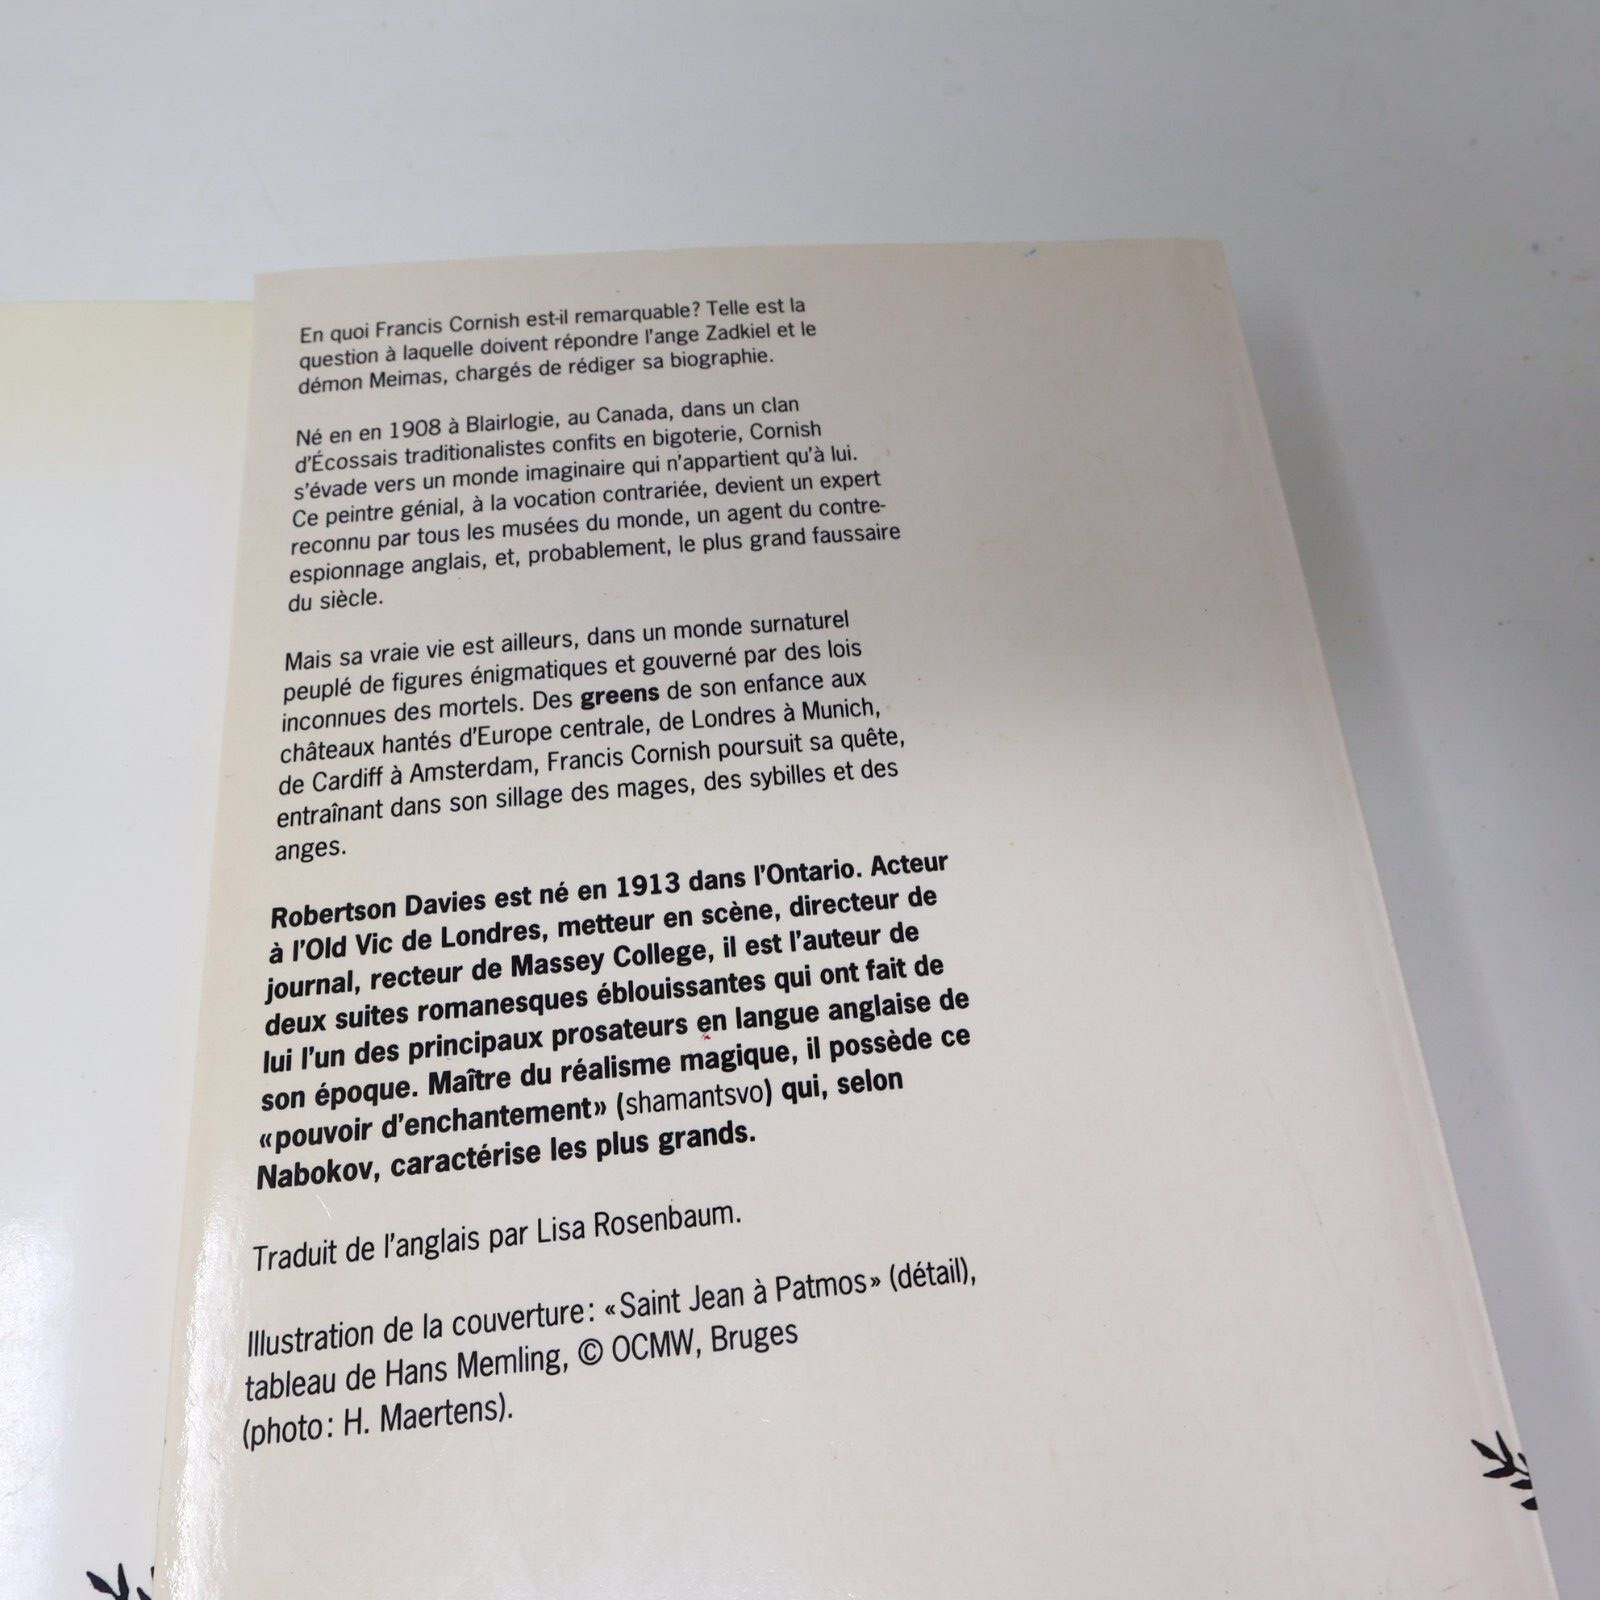 En quoi Francis Cornish est-il remarquable? Telle est la
question à laquelle doivent répondre l'ange Zadkiel et le
démon Meimas, chargés de rédiger sa biographie.
Né en en 1908 à Blairlogie, au Canada, dans un clan
d'Écossais traditionalistes confits en bigoterie, Cornish
s'évade vers un monde imaginaire qui n'appartient qu'à lui.
Ce peintre génial, à la vocation contrariée, devient un expert
reconnu par tous les musées du monde, un agent du contre-
espionnage anglais, et, probablement, le plus grand faussaire
du siècle.
Mais sa vraie vie est ailleurs, dans un monde surnaturel
peuplé de figures énigmatiques et gouverné par des lois
inconnues des mortels. Des greens de son enfance aux
châteaux hantés d'Europe centrale, de Londres à Munich,
de Cardiff à Amsterdam, Francis Cornish poursuit sa quête,
entraînant dans son sillage des mages, des sybilles et des
anges.
Robertson Davies est né en 1913 dans l'Ontario. Acteur
à l'Old Vic de Londres, metteur en scène, directeur de
journal, recteur de Massey College, il est l'auteur de
deux suites romanesques éblouissantes qui ont fait de
lui l'un des principaux prosateurs en langue anglaise de
son époque. Maître du réalisme magique, il possède ce
«pouvoir d'enchantement» (shamantsvo) qui, selon
Nabokov, caractérise les plus grands.
Traduit de l'anglais par Lisa Rosenbaum.
Illustration de la couverture: «Saint Jean à Patmos» (détail),
tableau de Hans Memling, © OCMW, Bruges
(photo: H. Maertens).